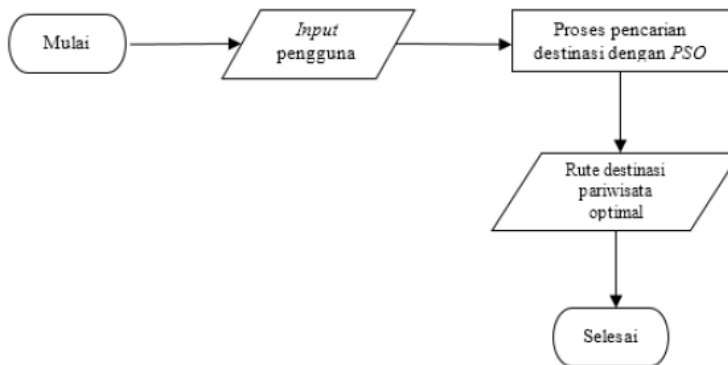 Mulai
Input
pengguna
Proses pencarian
destinasi dengan PSO
Rute destinasi
pariwisata
optimal
Selesai